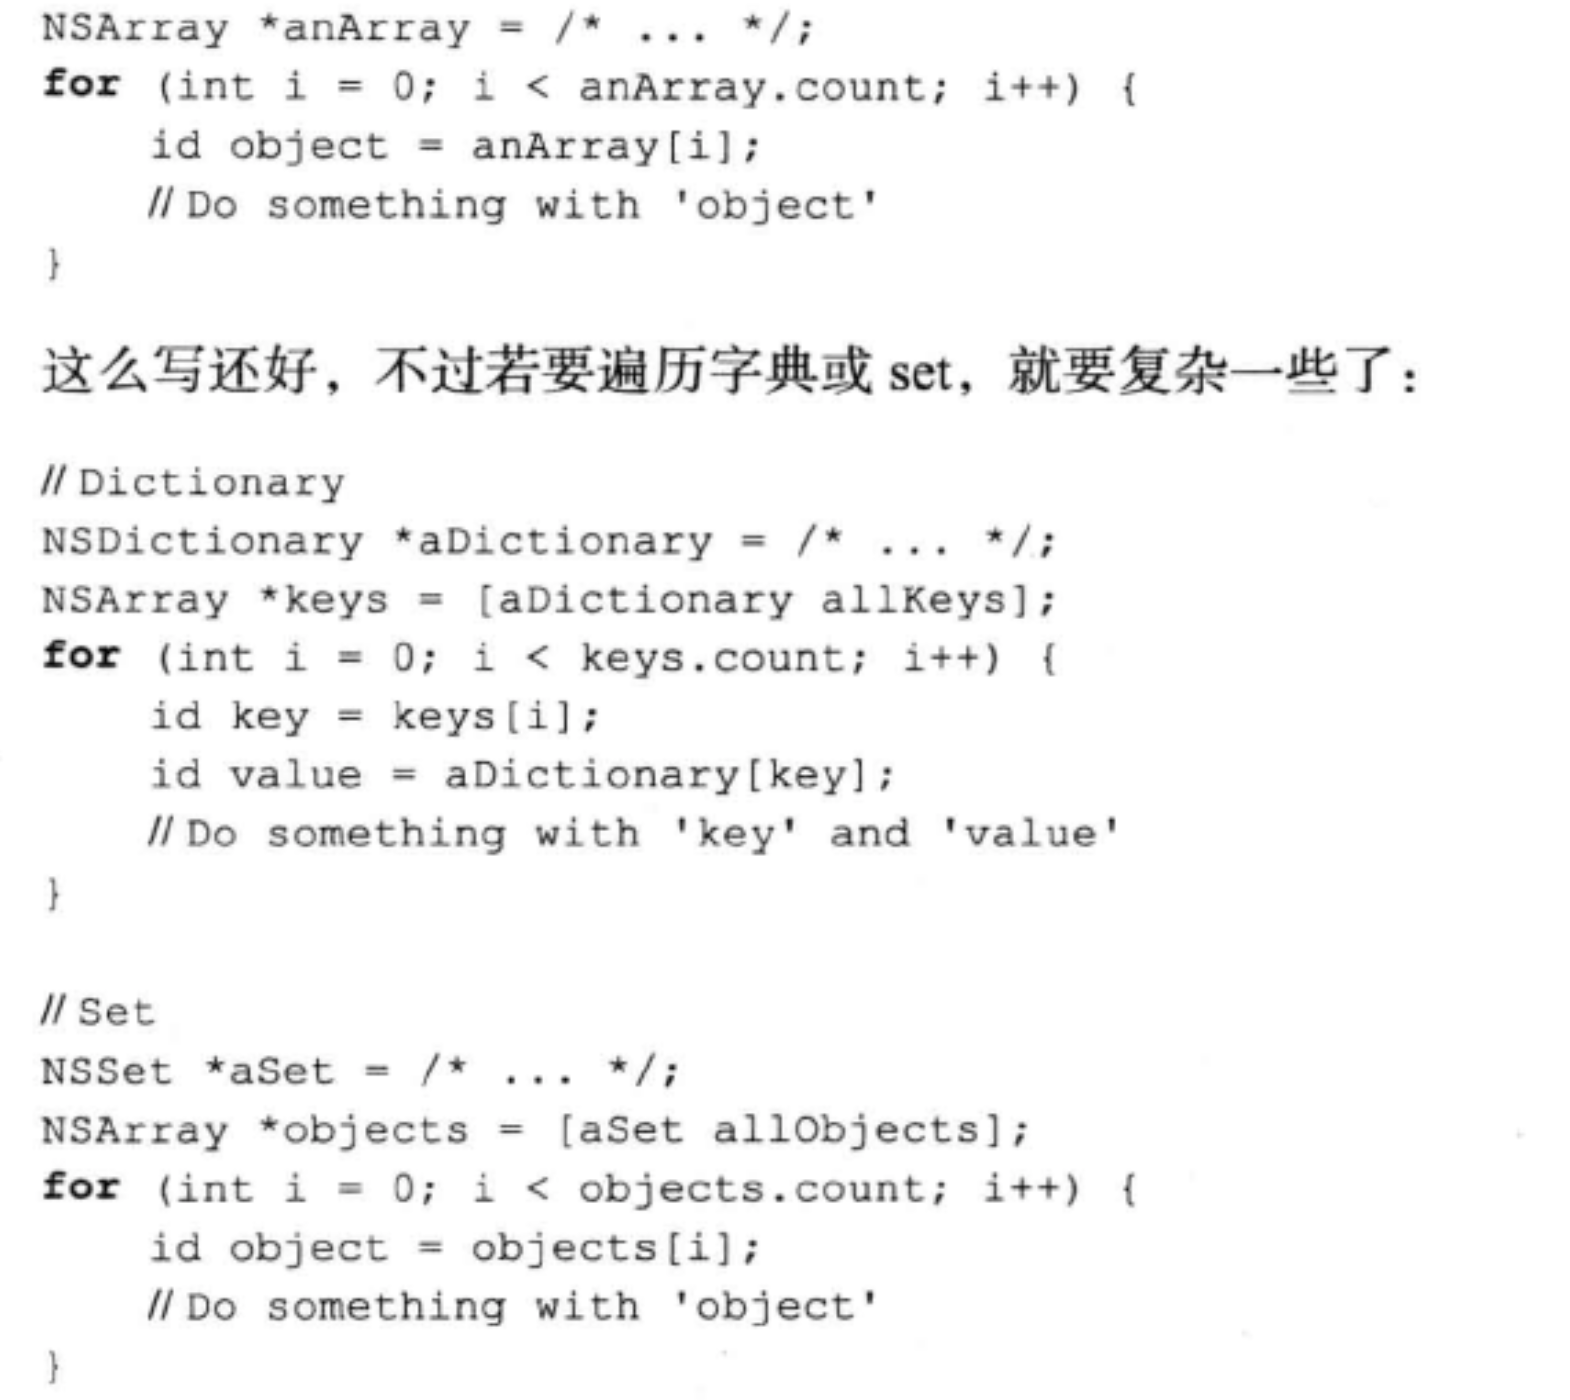 NSArray *anArray = /* ... */;
for (int i = 0; i < anArray.count; i++) {
    id object = anArray[i];
    // Do something with 'object'
}
这么写还好，不过若要遍历字典或 set，就要复杂一些了：
// Dictionary
NSDictionary *aDictionary = /* ... */;
NSArray *keys = [aDictionary allKeys];
for (int i = 0; i < keys.count; i++) {
    id key = keys[i];
    id value = aDictionary[key];
    // Do something with 'key' and 'value'
}
// Set
NSSet *aSet = /* ... */;
NSArray *objects = [aSet allObjects];
for (int i = 0; i < objects.count; i++) {
    id object = objects[i];
    // Do something with 'object'
}